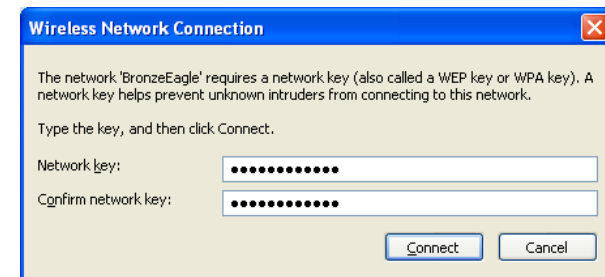 Wireless Network Connection
The network 'BronzeEagle' requires a network key (also called a WEP key or WPA key). A
network key helps prevent unknown intruders from connecting to this network.
Type the key, and then click Connect.
Network key: ●●●●●●●●●●●●
Confirm network key: ●●●●●●●●●●●●
Connect Cancel